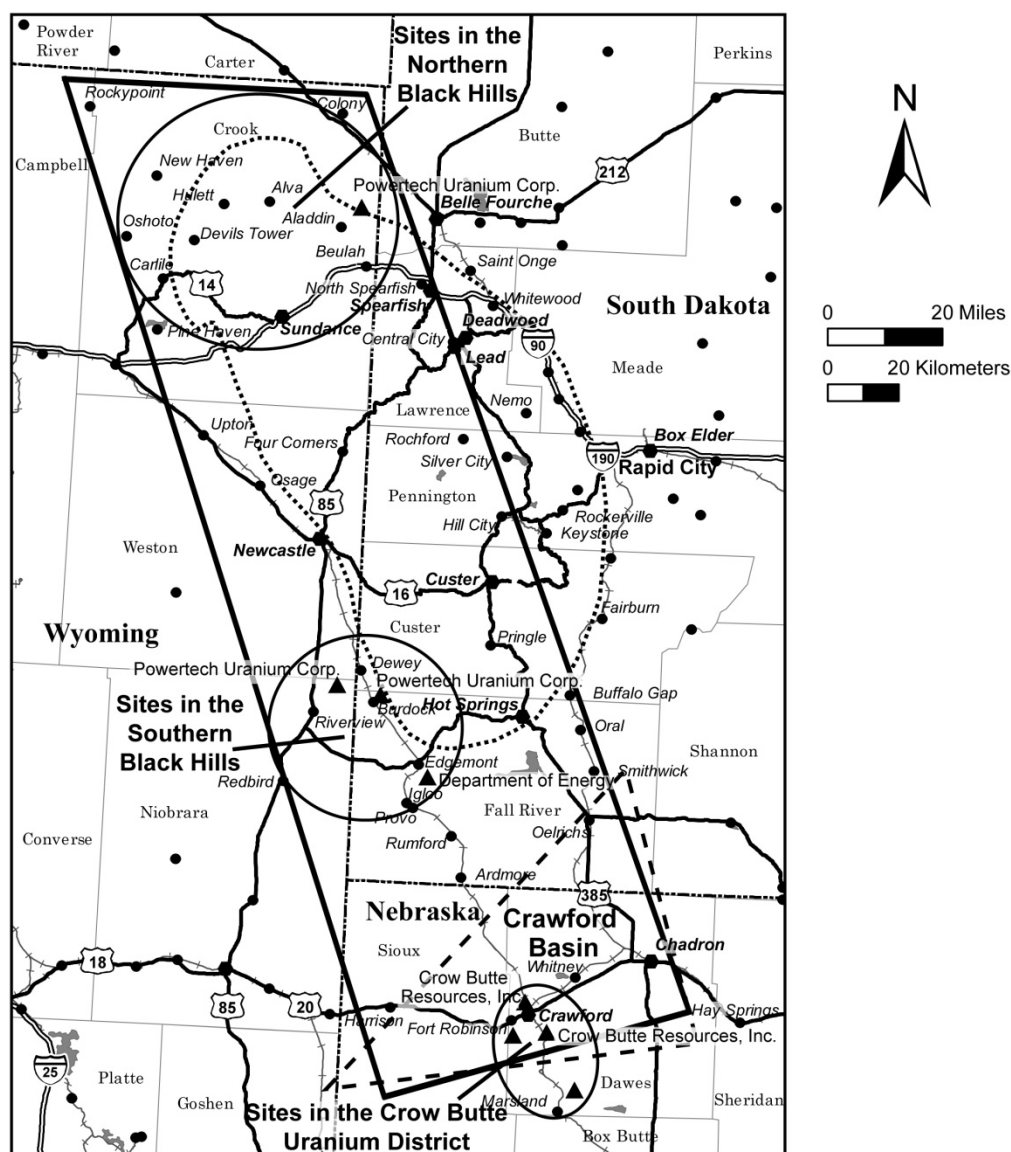 Powder
River
Carter
Sites in the
Northern
Black Hills
Perkins
Rockypoint
Colony
Crook
Butte
N
Campbell
New Haven
212
Hulett
Alva
Powertech Uranium Corp.
Belle Fourche
Oshoto
Aladdin
Devils Tower
Beulah
Saint Onge
Carlile
14
North Spearfish
Spearfish
Whitewood
South Dakota
0 20 Miles
Pine Haven
Sundance
Deadwood
Central City
90
Lead
Meade
0 20 Kilometers
Nemo
Lawrence
Upton
Four Corners
Rochford
Box Elder
Silver City
190
Rapid City
Osage
85
Pennington
Hill City
Rockerville
Keystone
Weston
Newcastle
16
Custer
Fairburn
Wyoming
Custer
Pringle
Powertech Uranium Corp.
Dewey
Powertech Uranium Corp.
Buffalo Gap
Sites in the
Southern
Black Hills
Burdock
Hot Springs
Riverview
Oral
Shannon
Edgemont
Smithwick
Redbird
Department of Energy
Igloo
Niobrara
Provo
Fall River
Converse
Rumford
Oelrichs
Ardmore
385
Nebraska
Crawford
Basin
Chadron
Sioux
18
Whitney
Crow Butte
Resources, Inc.
85
20
Harrison
Fort Robinson
Crawford
Hay Springs
Crow Butte Resources, Inc.
25
Platte
Dawes
Goshen
Marsland
Sheridan
Sites in the Crow Butte
Uranium District
Box Butte